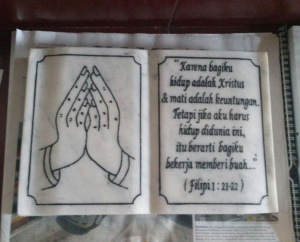 "Karena bagiku
hidup adalah Kristus
& mati adalah keuntungan.
Tetapi jika aku harus
hidup didunia ini,
itu berarti bagiku
bekerja memberi buah...."
( Filipi 1 : 21-22 )